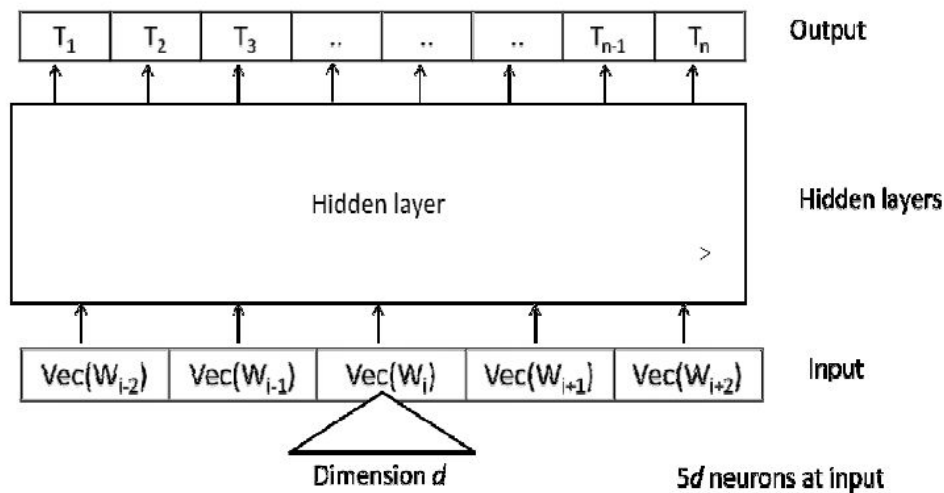 T₁ T₂ T₃ .. .. .. Tₙ₋₁ Tₙ Output
Hidden layer Hidden layers
>
Vec(Wᵢ₋₂) Vec(Wᵢ₋₁) Vec(Wᵢ) Vec(Wᵢ₊₁) Vec(Wᵢ₊₂) Input
Dimension d 5d neurons at input